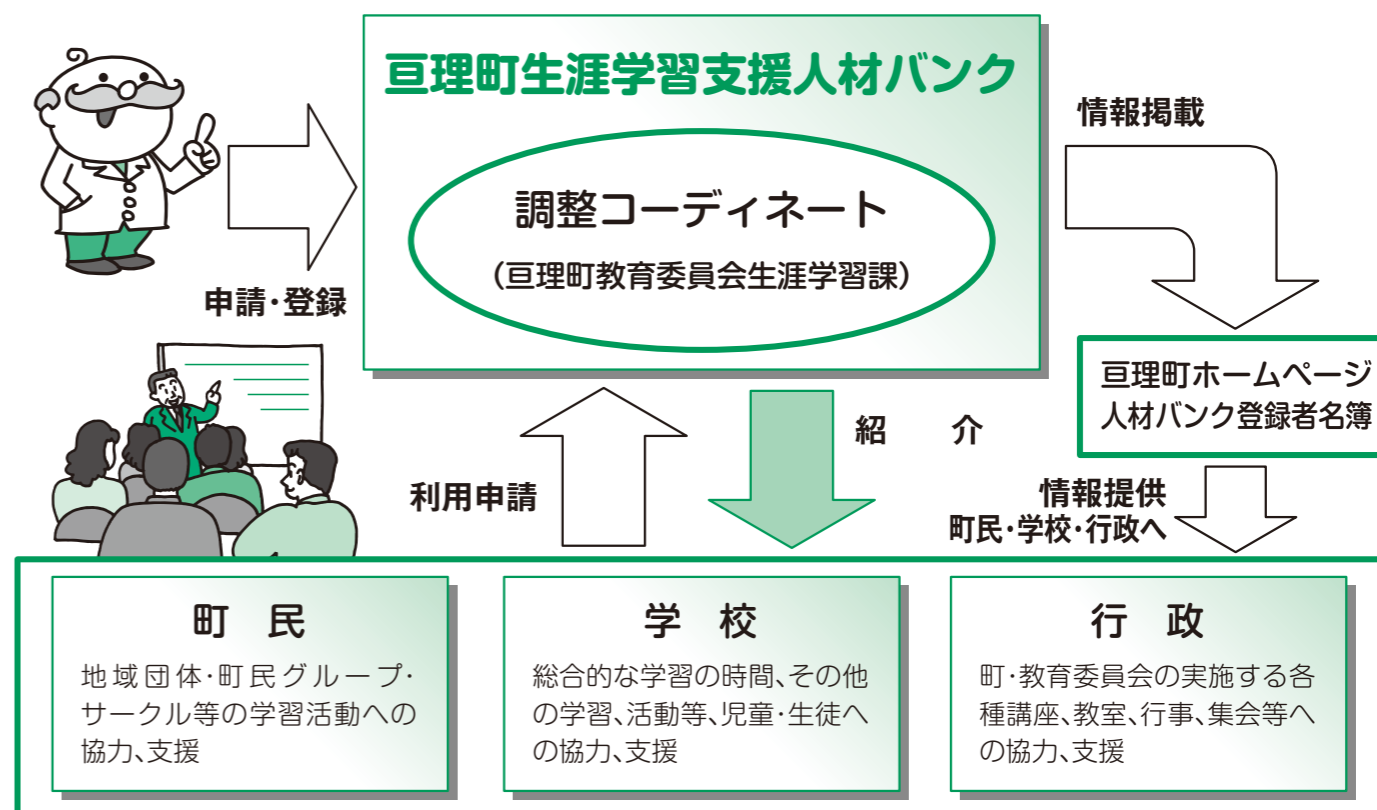 亘理町生涯学習支援人材バンク
調整コーディネート
(亘理町教育委員会生涯学習課)
申請・登録
情報掲載
亘理町ホームページ
人材バンク登録者名簿
利用申請
紹　介
情報提供
町民・学校・行政へ
町　民
地域団体・町民グループ・
サークル等の学習活動への
協力、支援
学　校
総合的な学習の時間、その他
の学習、活動等、児童・生徒へ
の協力、支援
行　政
町・教育委員会の実施する各
種講座、教室、行事、集会等へ
の協力、支援